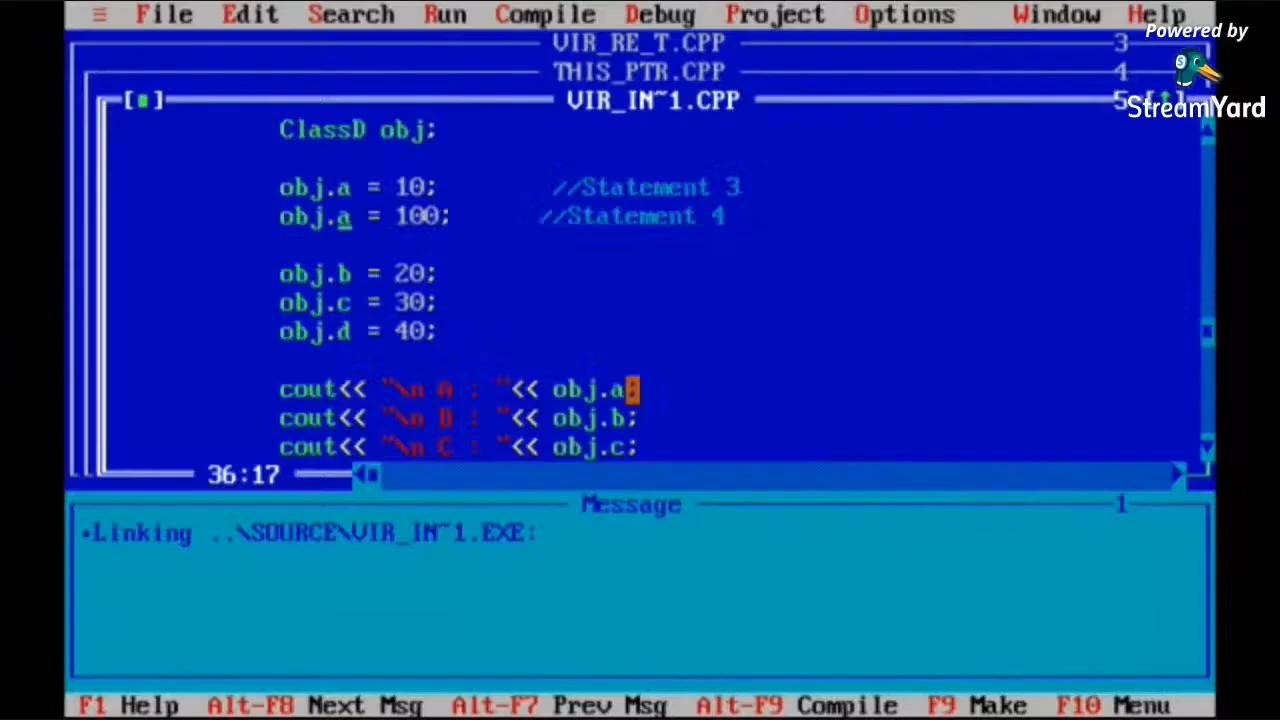 ≡ File Edit Search Run Compile Debug Project Options Window Help
Powered by
StreamYard
VIR_RE_T.CPP 3
THIS_PTR.CPP 4
VIR_IN~1.CPP 5
ClassD obj;
obj.a = 10; //Statement 3
obj.a = 100; //Statement 4
obj.b = 20;
obj.c = 30;
obj.d = 40;
cout<< "\n A : "<< obj.a;
cout<< "\n B : "<< obj.b;
cout<< "\n C : "<< obj.c;
36:17
Message 1
•Linking ..\SOURCE\VIR_IN~1.EXE:
F1 Help Alt-F8 Next Msg Alt-F7 Prev Msg Alt-F9 Compile F9 Make F10 Menu